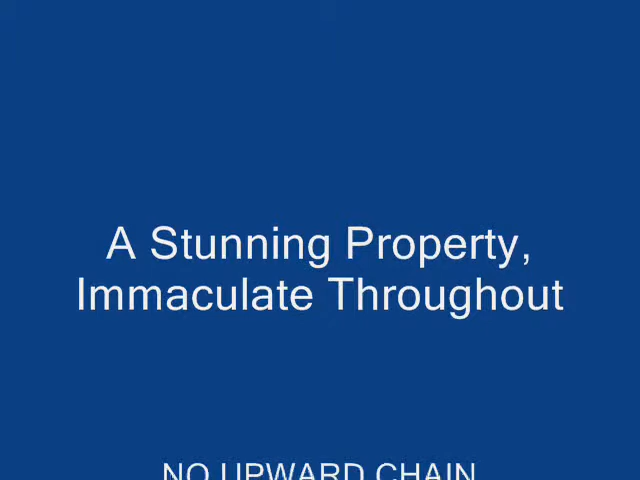 A Stunning Property,
Immaculate Throughout
NO UPWARD CHAIN